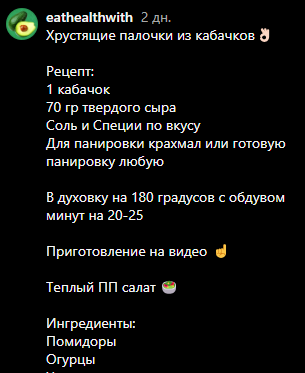 eathealthwith 2 дн.
Хрустящие палочки из кабачков👌🏻
Рецепт:
1 кабачок
70 гр твердого сыра
Соль и Специи по вкусу
Для панировки крахмал или готовую
панировку любую
В духовку на 180 градусов с обдувом
минут на 20-25
Приготовление на видео ☝️
Теплый ПП салат 🥗
Ингредиенты:
Помидоры
Огурцы